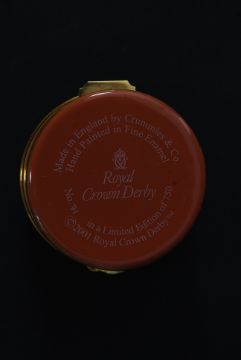 Made in England by Crummles & Co.
Hand Painted in Fine Enamel
Royal
Crown Derby
in a Limited Edition of 750
©2001 Royal Crown Derby